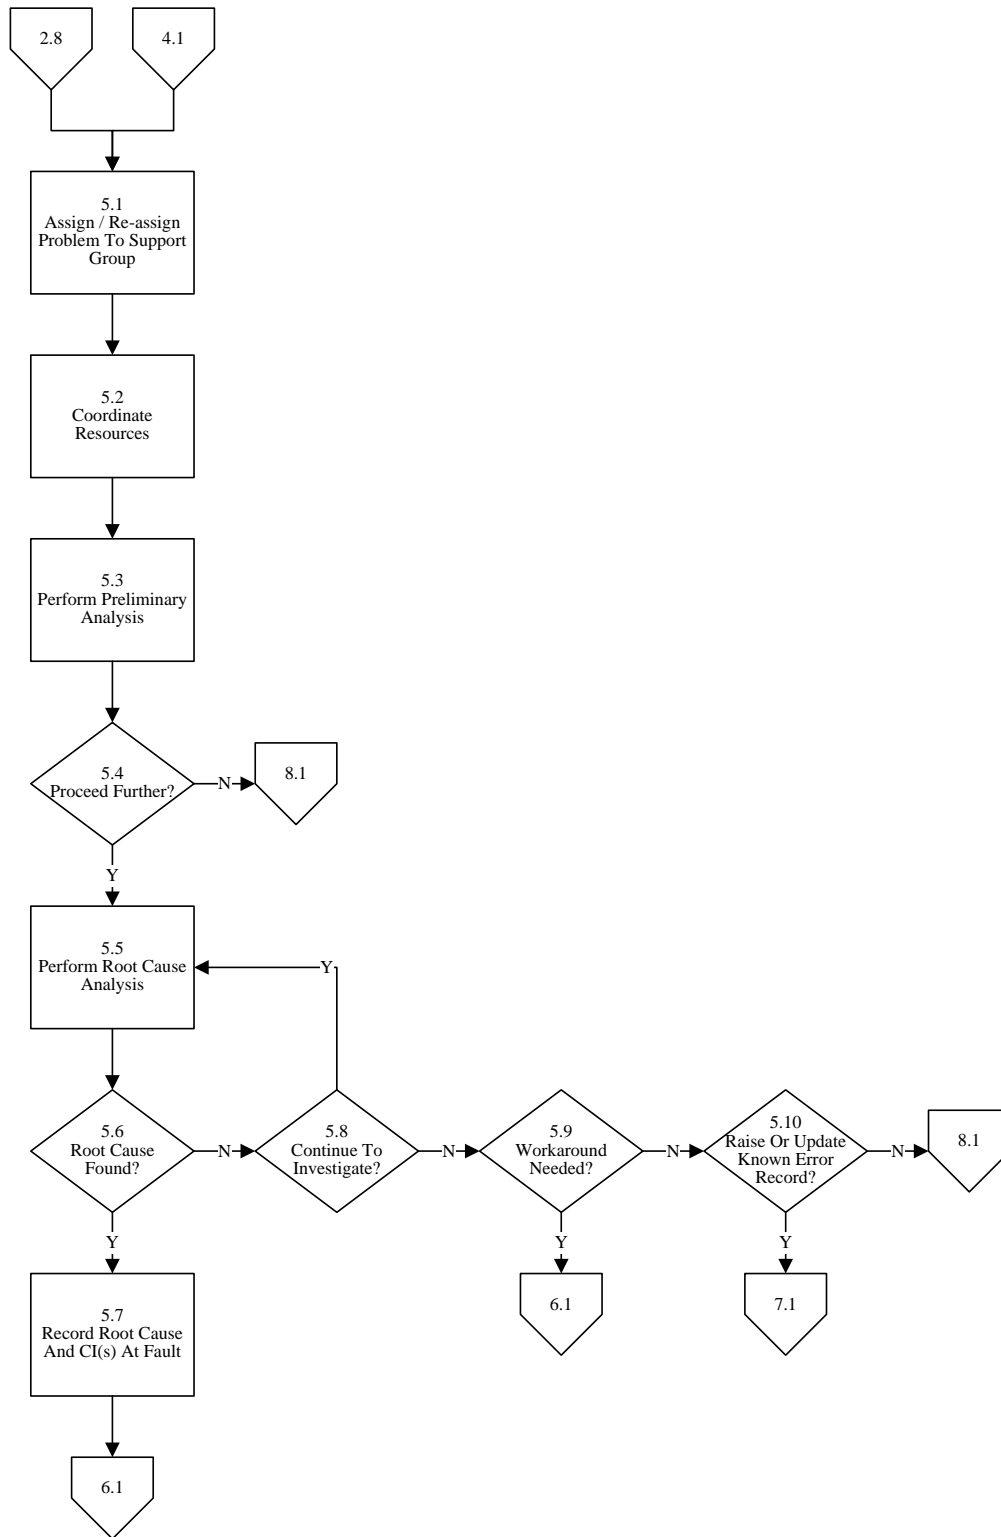 2.8
4.1
5.1
Assign / Re-assign
Problem To Support
Group
5.2
Coordinate
Resources
5.3
Perform Preliminary
Analysis
5.4
Proceed Further?
N
8.1
Y
5.5
Perform Root Cause
Analysis
Y
5.6
Root Cause
Found?
N
5.8
Continue To
Investigate?
N
5.9
Workaround
Needed?
N
5.10
Raise Or Update
Known Error
Record?
N
8.1
Y
Y
Y
5.7
Record Root Cause
And CI(s) At Fault
6.1
7.1
6.1